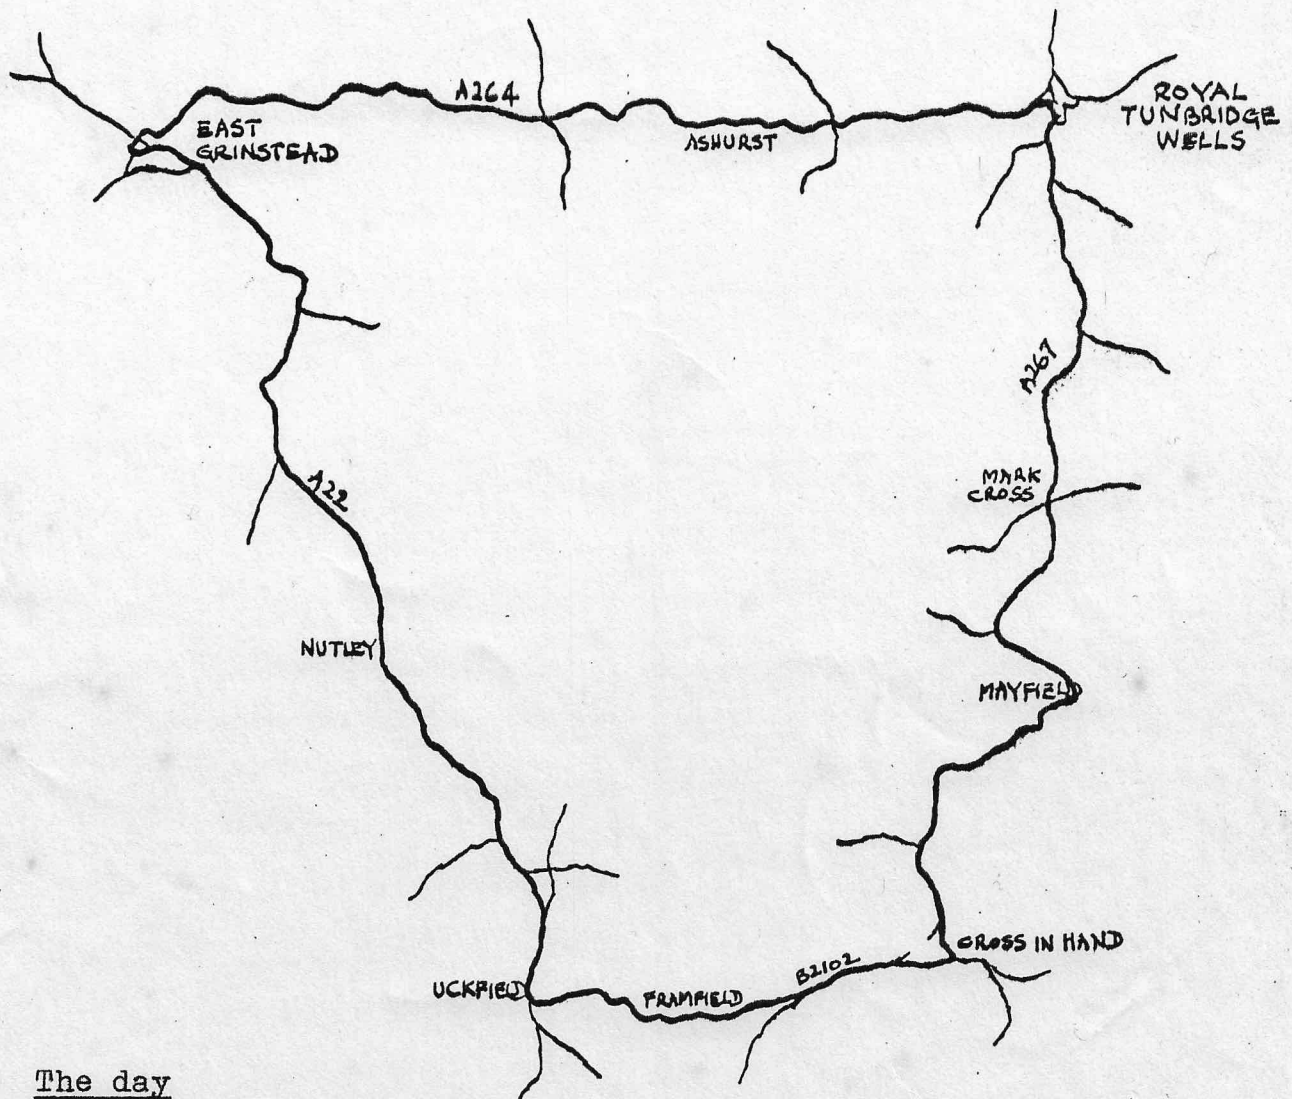 A264
ROYAL
TUNBRIDGE
WELLS
EAST
GRINSTEAD
ASHURST
A267
MARK
CROSS
A22
NUTLEY
MAYFIELD
CROSS IN HAND
B2102
UCKFIELD
FRAMFIELD
The day